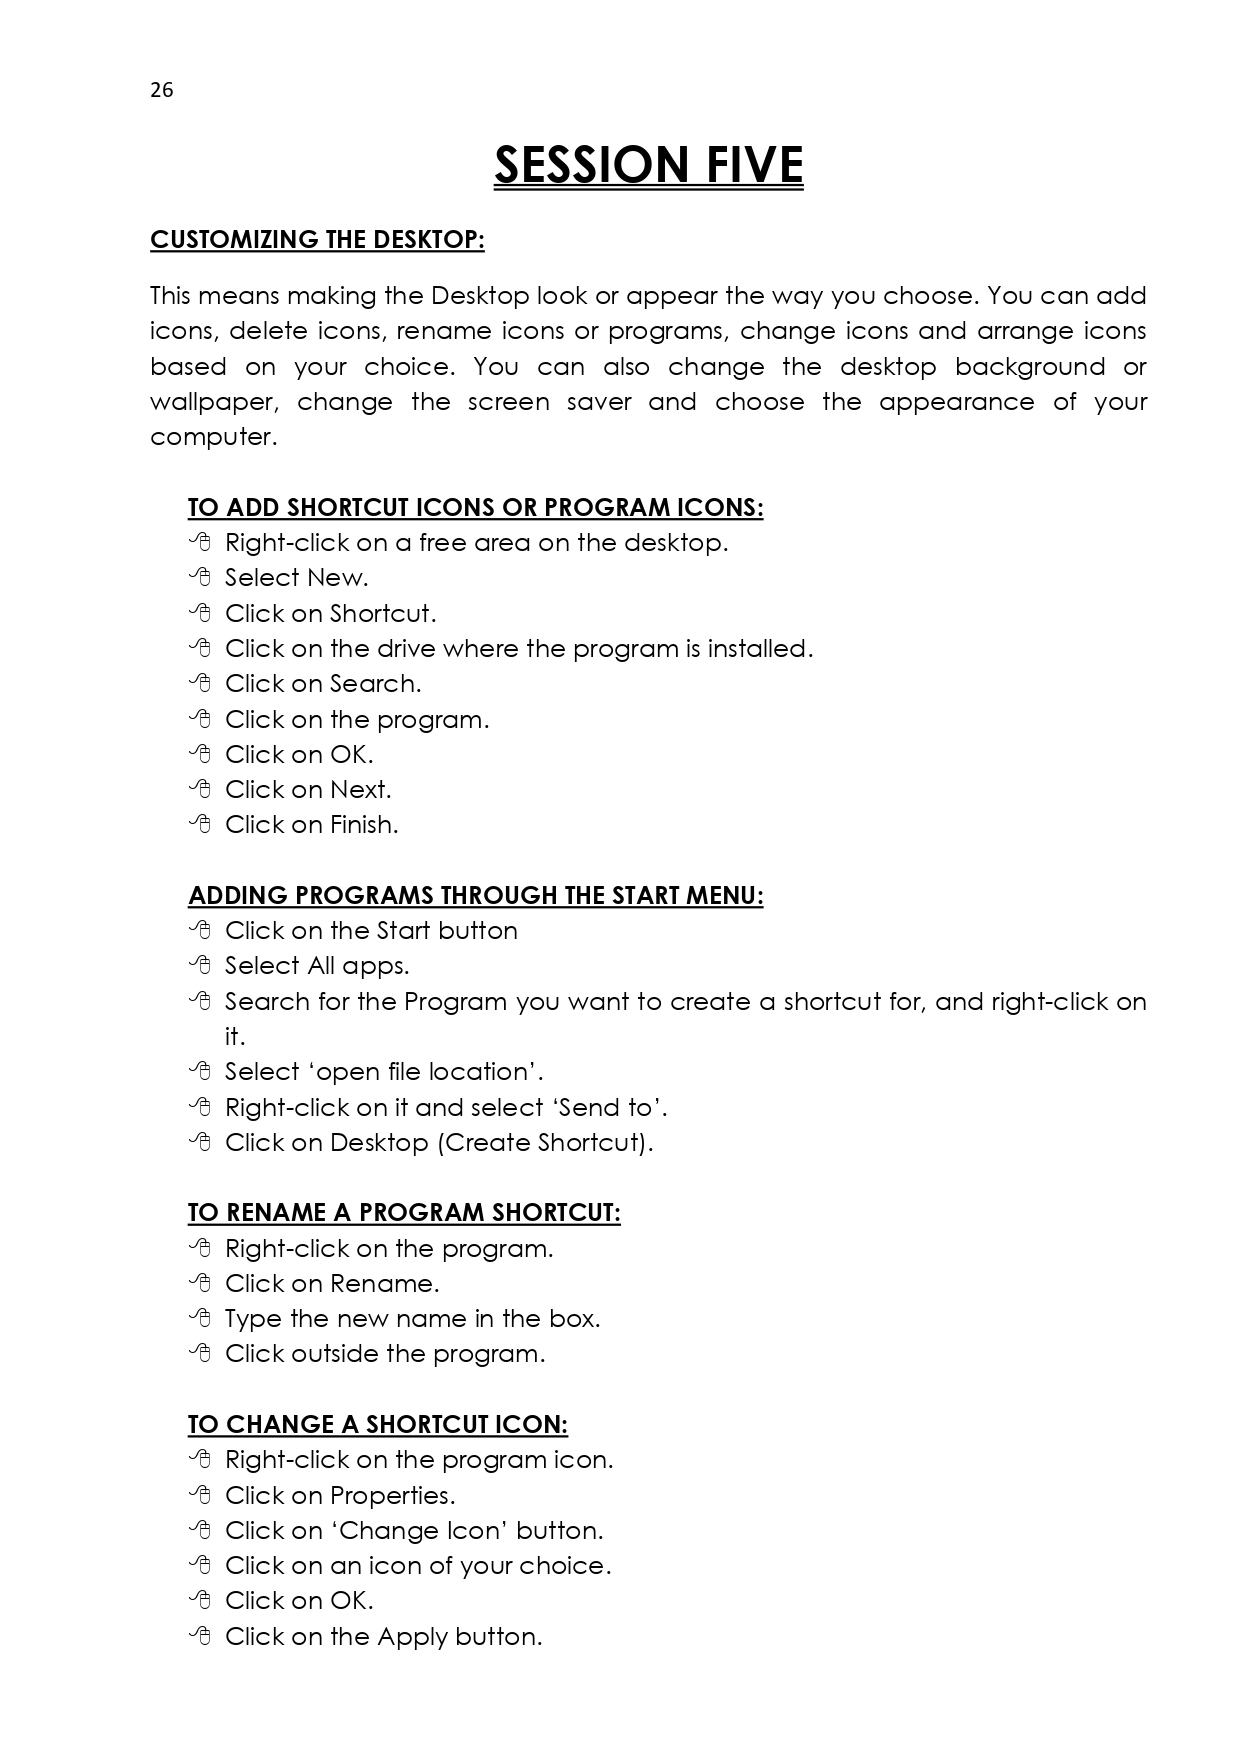 26
SESSION FIVE
CUSTOMIZING THE DESKTOP:
This means making the Desktop look or appear the way you choose. You can add
icons, delete icons, rename icons or programs, change icons and arrange icons
based on your choice. You can also change the desktop background or
wallpaper, change the screen saver and choose the appearance of your
computer.
TO ADD SHORTCUT ICONS OR PROGRAM ICONS:
Right-click on a free area on the desktop.
Select New.
Click on Shortcut.
Click on the drive where the program is installed.
Click on Search.
Click on the program.
Click on OK.
Click on Next.
Click on Finish.
ADDING PROGRAMS THROUGH THE START MENU:
Click on the Start button
Select All apps.
Search for the Program you want to create a shortcut for, and right-click on
it.
Select ‘open file location’.
Right-click on it and select ‘Send to’.
Click on Desktop (Create Shortcut).
TO RENAME A PROGRAM SHORTCUT:
Right-click on the program.
Click on Rename.
Type the new name in the box.
Click outside the program.
TO CHANGE A SHORTCUT ICON:
Right-click on the program icon.
Click on Properties.
Click on ‘Change Icon’ button.
Click on an icon of your choice.
Click on OK.
Click on the Apply button.